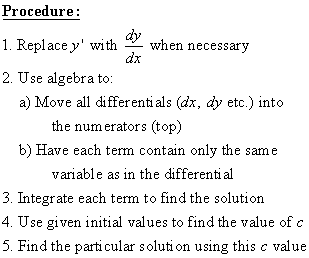 Procedure:
1. Replace y' with dy/dx when necessary
2. Use algebra to:
a) Move all differentials (dx, dy etc.) into
the numerators (top)
b) Have each term contain only the same
variable as in the differential
3. Integrate each term to find the solution
4. Use given initial values to find the value of c
5. Find the particular solution using this c value